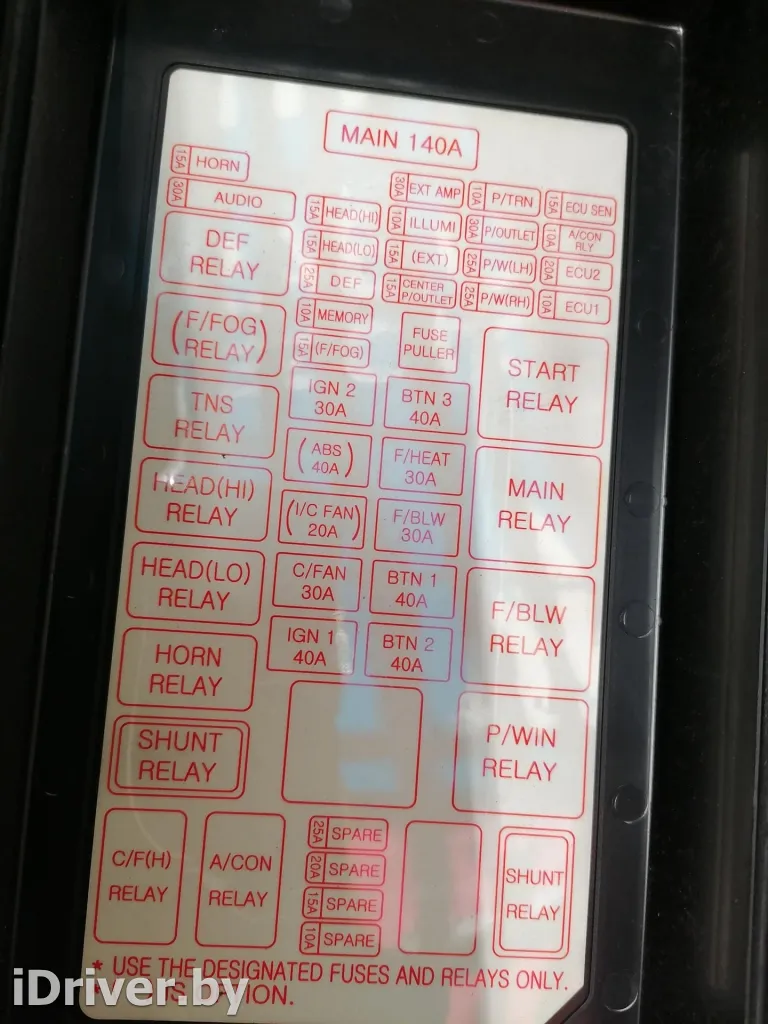 MAIN 140A
15A HORN
30A AUDIO
DEF
RELAY
(F/FOG
RELAY)
TNS
RELAY
HEAD(HI)
RELAY
HEAD(LO)
RELAY
HORN
RELAY
SHUNT
RELAY
15A HEAD(HI)
15A HEAD(LO)
25A DEF
10A MEMORY
15A (F/FOG)
30A EXT AMP
10A ILLUMI
15A (EXT)
15A CENTER
P/OUTLET
FUSE
PULLER
10A P/TRN
30A P/OUTLET
25A P/W(LH)
25A P/W(RH)
15A ECU SEN
10A A/CON
RLY
20A ECU2
10A ECU1
IGN 2
30A
(ABS
40A)
(I/C FAN
20A)
C/FAN
30A
IGN 1
40A
BTN 3
40A
F/HEAT
30A
F/BLW
30A
BTN 1
40A
BTN 2
40A
START
RELAY
MAIN
RELAY
F/BLW
RELAY
P/WIN
RELAY
C/F(H)
RELAY
A/CON
RELAY
25A SPARE
20A SPARE
15A SPARE
10A SPARE
SHUNT
RELAY
* USE THE DESIGNATED FUSES AND RELAYS ONLY.
iDriver.by